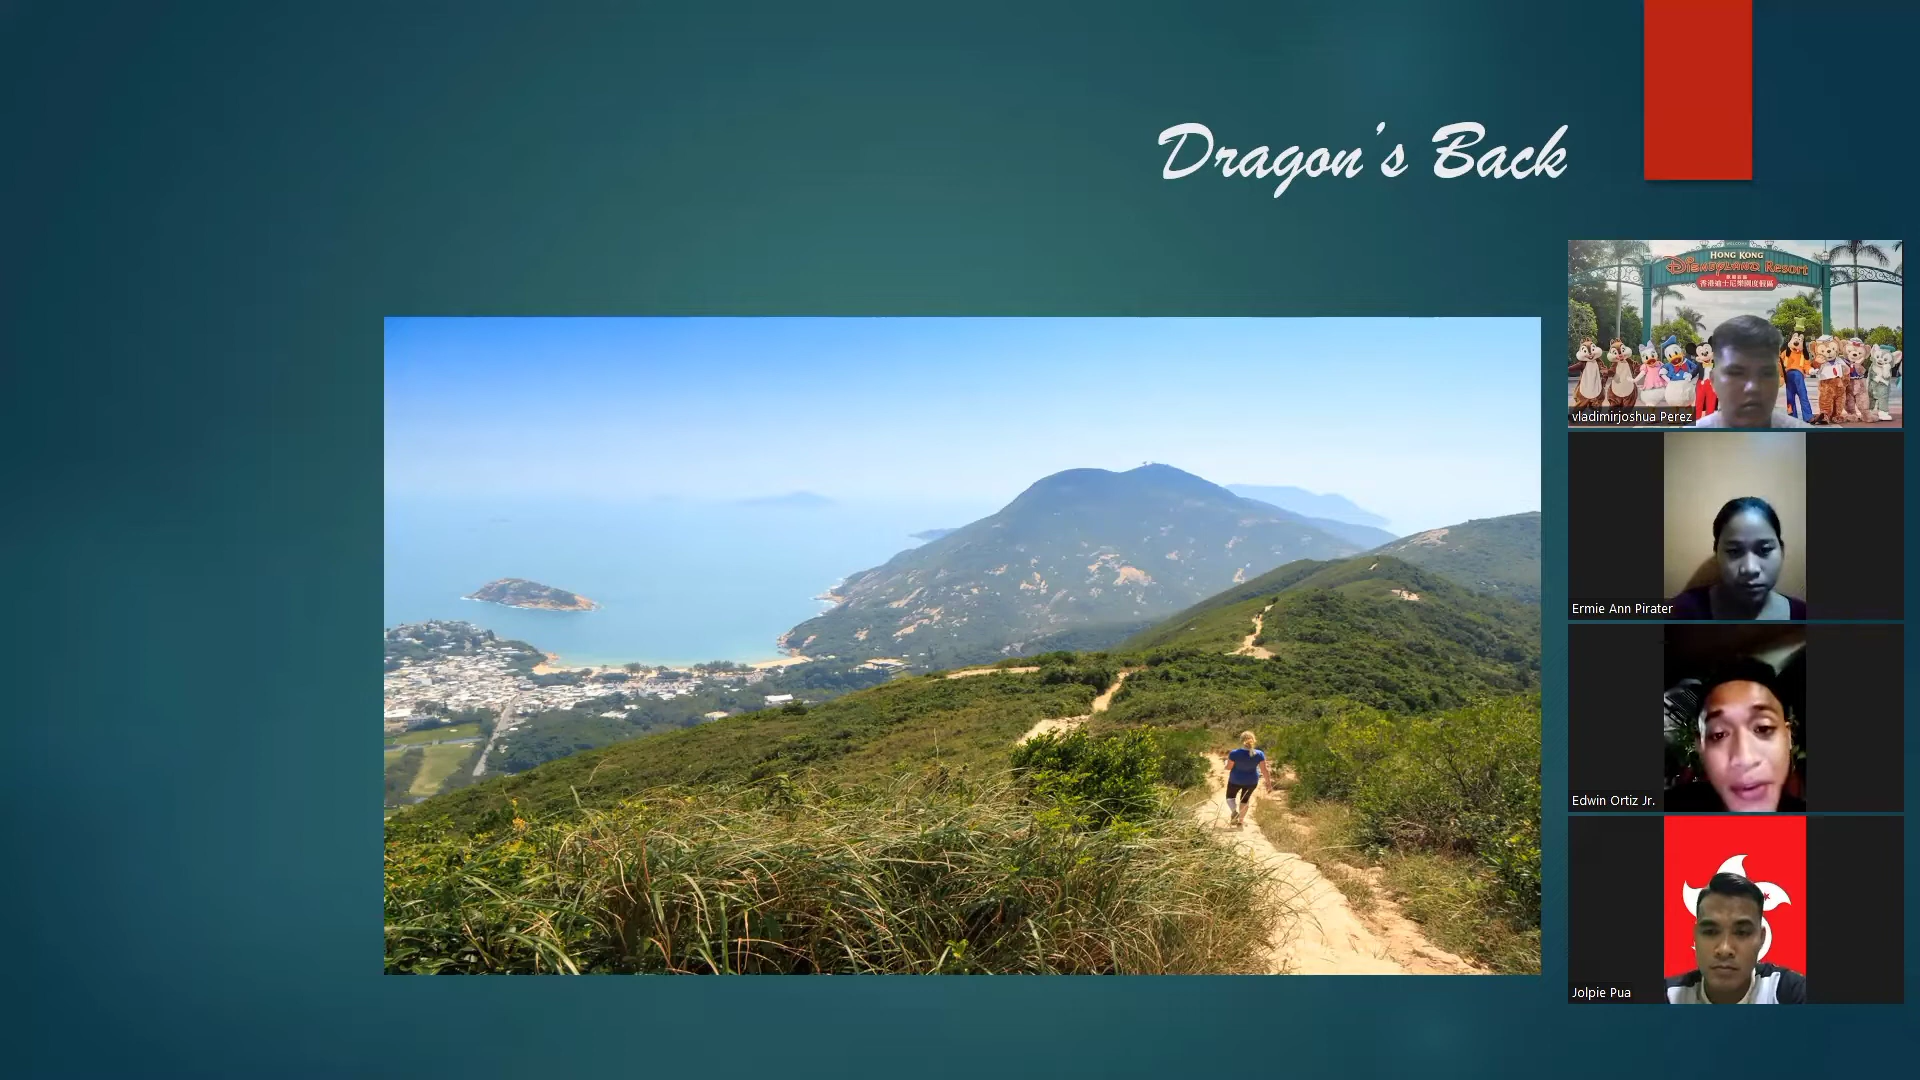 Dragon's Back
HONG KONG
Disneyland Resort
香港迪士尼樂園度假區
vladimirjoshua Perez
Ermie Ann Pirater
Edwin Ortiz Jr.
Jolpie Pua